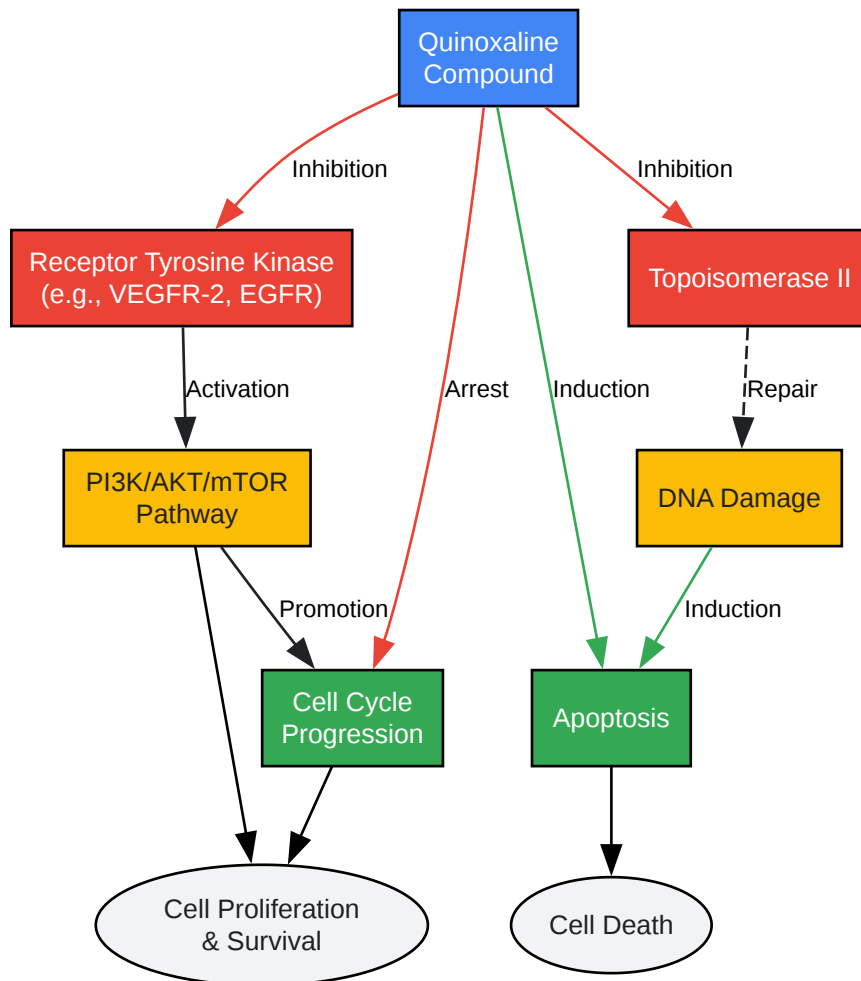 Quinoxaline
Compound
Inhibition
Inhibition
Receptor Tyrosine Kinase
(e.g., VEGFR-2, EGFR)
Topoisomerase II
Activation
Arrest
Induction
Repair
PI3K/AKT/mTOR
Pathway
DNA Damage
Promotion
Induction
Cell Cycle
Progression
Apoptosis
Cell Proliferation
& Survival
Cell Death